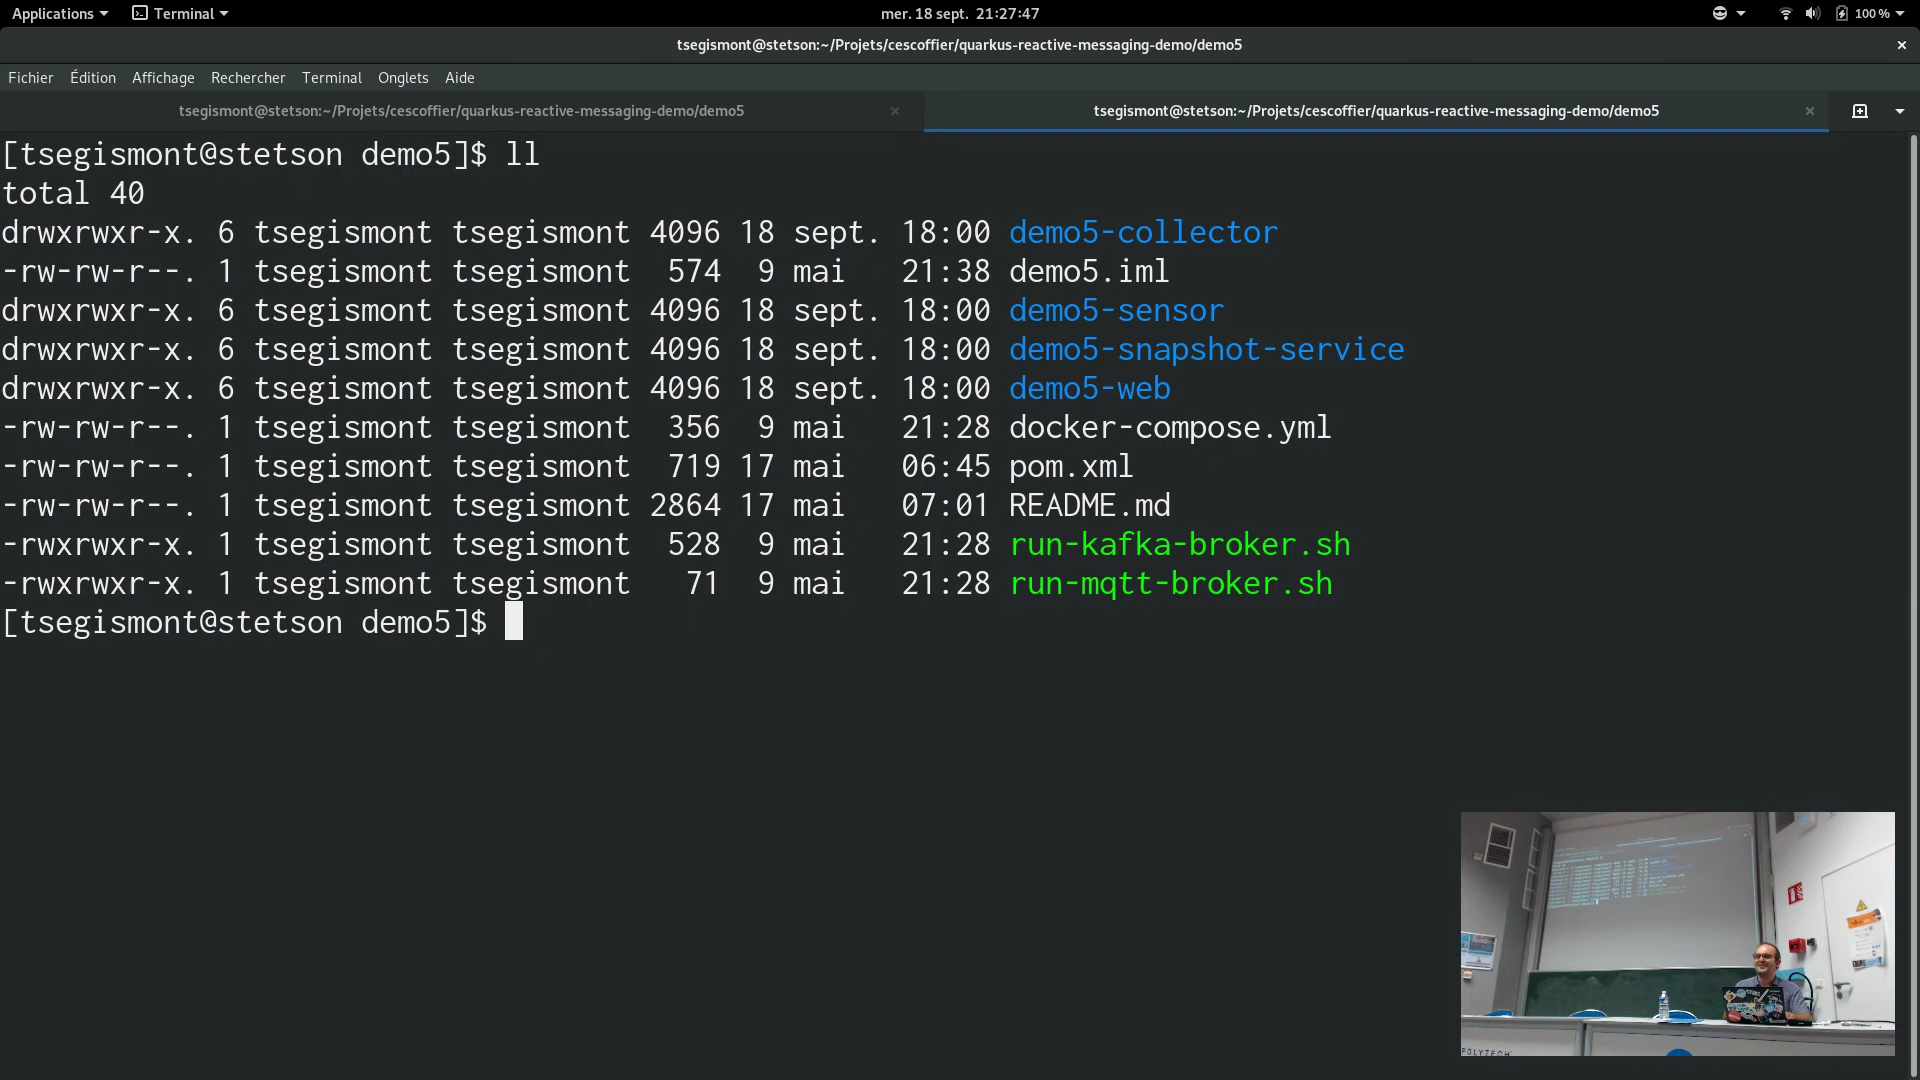 Applications
Terminal
mer. 18 sept. 21:27:47
100 %
tsegismont@stetson:~/Projets/cescoffier/quarkus-reactive-messaging-demo/demo5
Fichier Édition Affichage Rechercher Terminal Onglets Aide
tsegismont@stetson:~/Projets/cescoffier/quarkus-reactive-messaging-demo/demo5
tsegismont@stetson:~/Projets/cescoffier/quarkus-reactive-messaging-demo/demo5
[tsegismont@stetson demo5]$ ll
total 40
drwxrwxr-x. 6 tsegismont tsegismont 4096 18 sept. 18:00 demo5-collector
-rw-rw-r--. 1 tsegismont tsegismont 574 9 mai 21:38 demo5.iml
drwxrwxr-x. 6 tsegismont tsegismont 4096 18 sept. 18:00 demo5-sensor
drwxrwxr-x. 6 tsegismont tsegismont 4096 18 sept. 18:00 demo5-snapshot-service
drwxrwxr-x. 6 tsegismont tsegismont 4096 18 sept. 18:00 demo5-web
-rw-rw-r--. 1 tsegismont tsegismont 356 9 mai 21:28 docker-compose.yml
-rw-rw-r--. 1 tsegismont tsegismont 719 17 mai 06:45 pom.xml
-rw-rw-r--. 1 tsegismont tsegismont 2864 17 mai 07:01 README.md
-rwxrwxr-x. 1 tsegismont tsegismont 528 9 mai 21:28 run-kafka-broker.sh
-rwxrwxr-x. 1 tsegismont tsegismont 71 9 mai 21:28 run-mqtt-broker.sh
[tsegismont@stetson demo5]$
POLYTECH